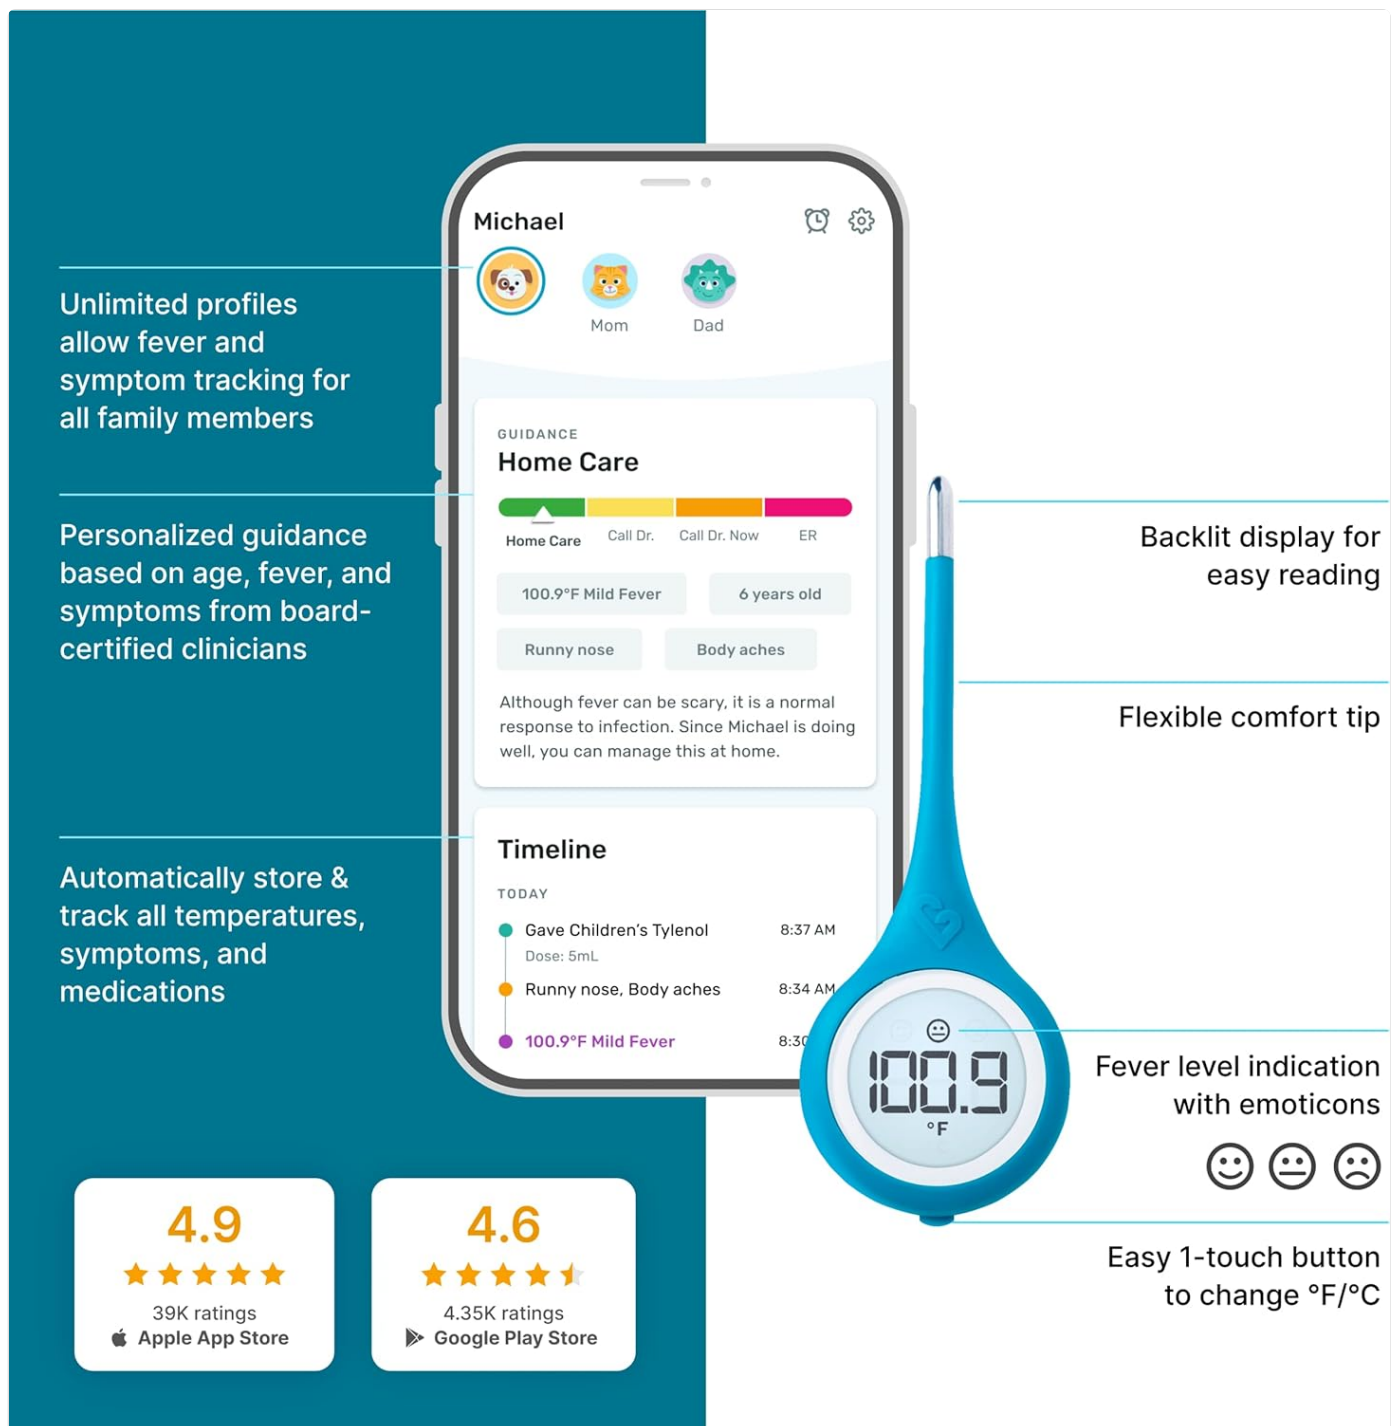 Unlimited profiles
allow fever and
symptom tracking for
all family members
Personalized guidance
based on age, fever, and
symptoms from board-
certified clinicians
Automatically store &
track all temperatures,
symptoms, and
medications
4.9
39K ratings
Apple App Store
4.6
4.35K ratings
Google Play Store
Michael
Mom
Dad
GUIDANCE
Home Care
Home Care
Call Dr.
Call Dr. Now
ER
100.9°F Mild Fever
6 years old
Runny nose
Body aches
Although fever can be scary, it is a normal
response to infection. Since Michael is doing
well, you can manage this at home.
Timeline
TODAY
Gave Children's Tylenol 8:37 AM
Dose: 5mL
Runny nose, Body aches 8:34 AM
100.9°F Mild Fever 8:30
100.9
°F
Backlit display for
easy reading
Flexible comfort tip
Fever level indication
with emoticons
Easy 1-touch button
to change °F/°C